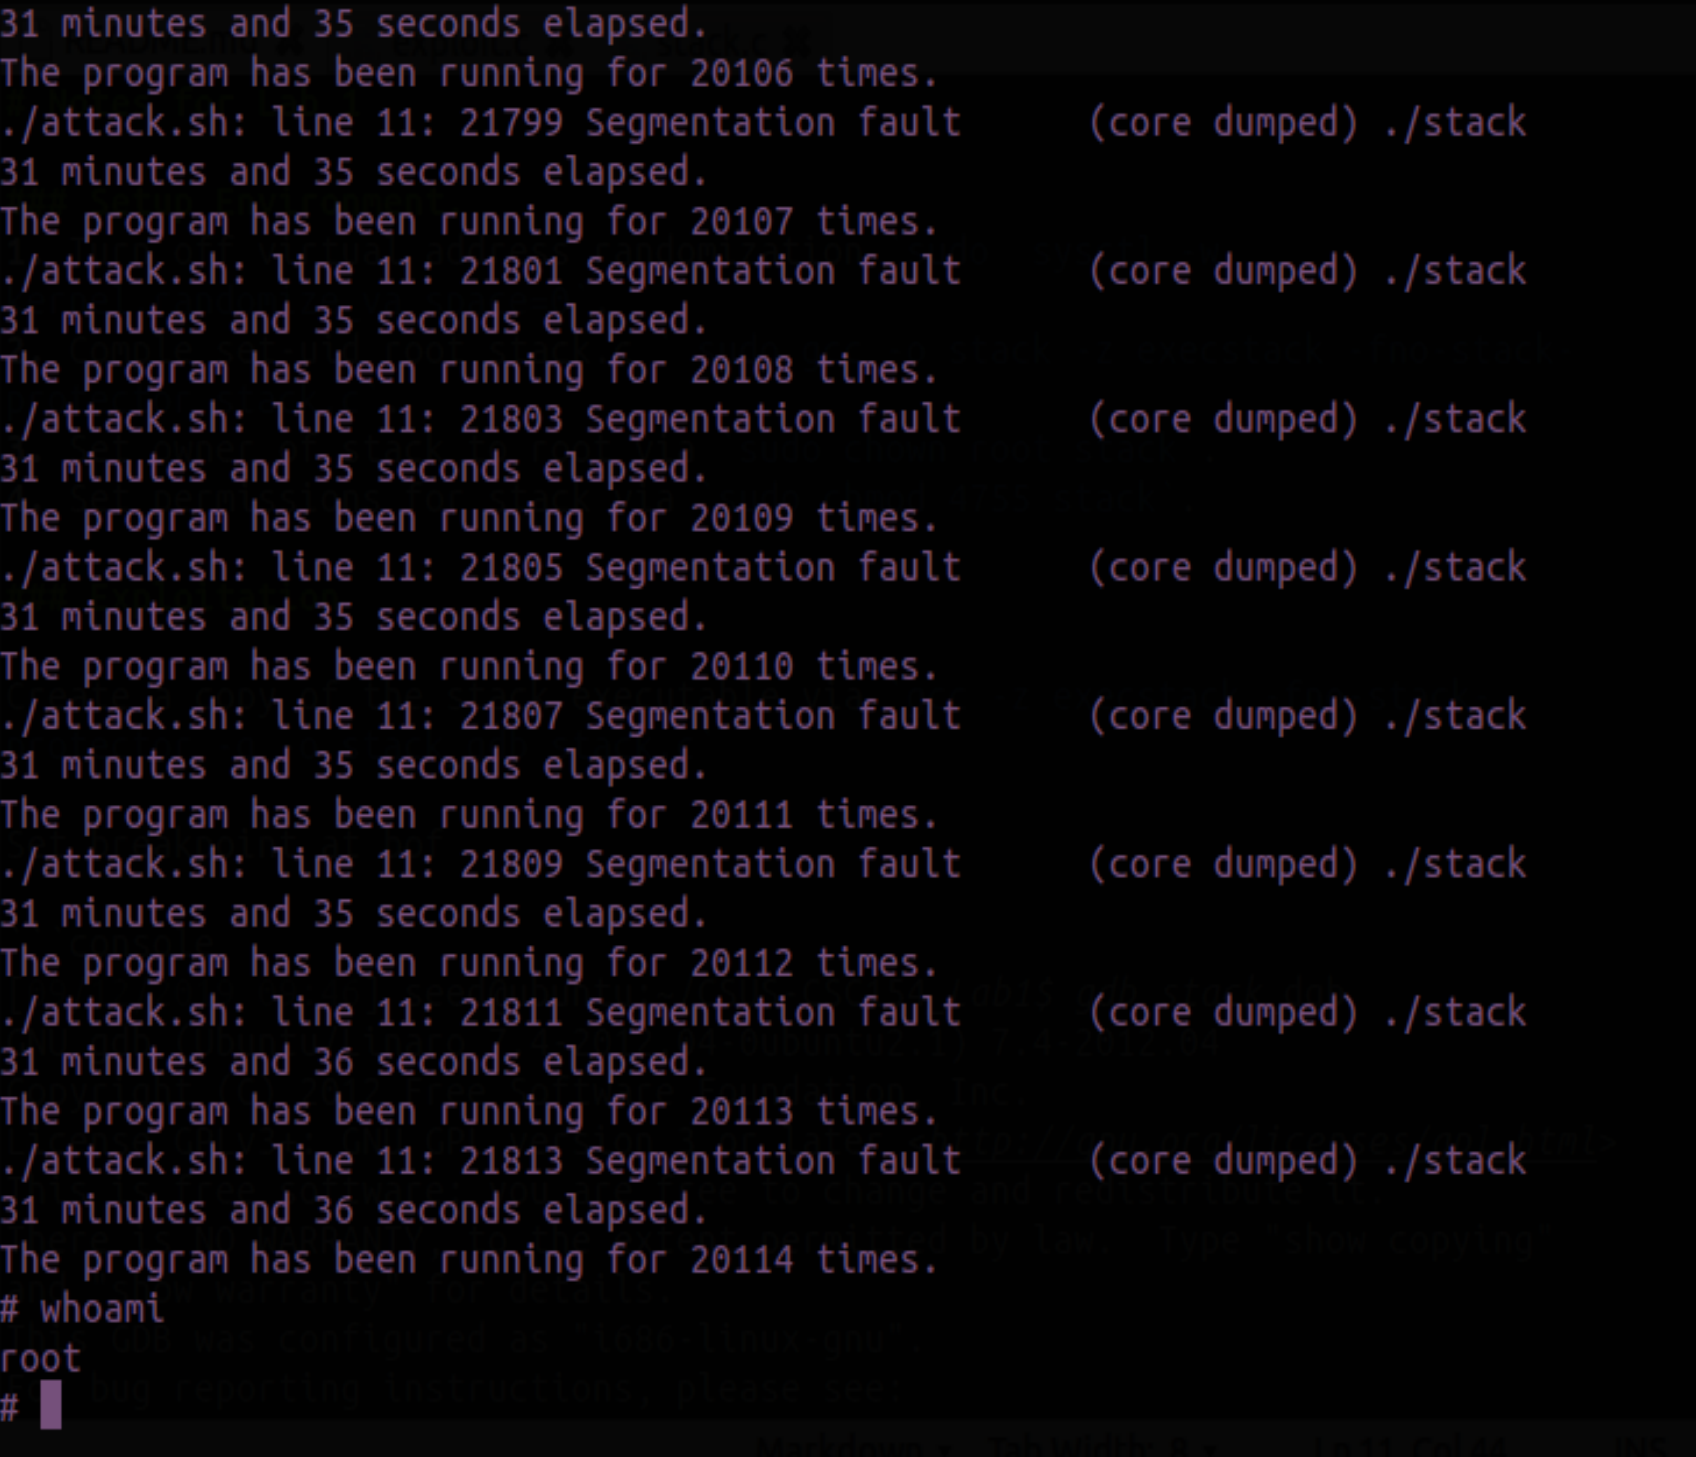 31 minutes and 35 seconds elapsed.
The program has been running for 20106 times.
./attack.sh: line 11: 21799 Segmentation fault      (core dumped) ./stack
31 minutes and 35 seconds elapsed.
The program has been running for 20107 times.
./attack.sh: line 11: 21801 Segmentation fault      (core dumped) ./stack
31 minutes and 35 seconds elapsed.
The program has been running for 20108 times.
./attack.sh: line 11: 21803 Segmentation fault      (core dumped) ./stack
31 minutes and 35 seconds elapsed.
The program has been running for 20109 times.
./attack.sh: line 11: 21805 Segmentation fault      (core dumped) ./stack
31 minutes and 35 seconds elapsed.
The program has been running for 20110 times.
./attack.sh: line 11: 21807 Segmentation fault      (core dumped) ./stack
31 minutes and 35 seconds elapsed.
The program has been running for 20111 times.
./attack.sh: line 11: 21809 Segmentation fault      (core dumped) ./stack
31 minutes and 35 seconds elapsed.
The program has been running for 20112 times.
./attack.sh: line 11: 21811 Segmentation fault      (core dumped) ./stack
31 minutes and 36 seconds elapsed.
The program has been running for 20113 times.
./attack.sh: line 11: 21813 Segmentation fault      (core dumped) ./stack
31 minutes and 36 seconds elapsed.
The program has been running for 20114 times.
# whoami
root
#